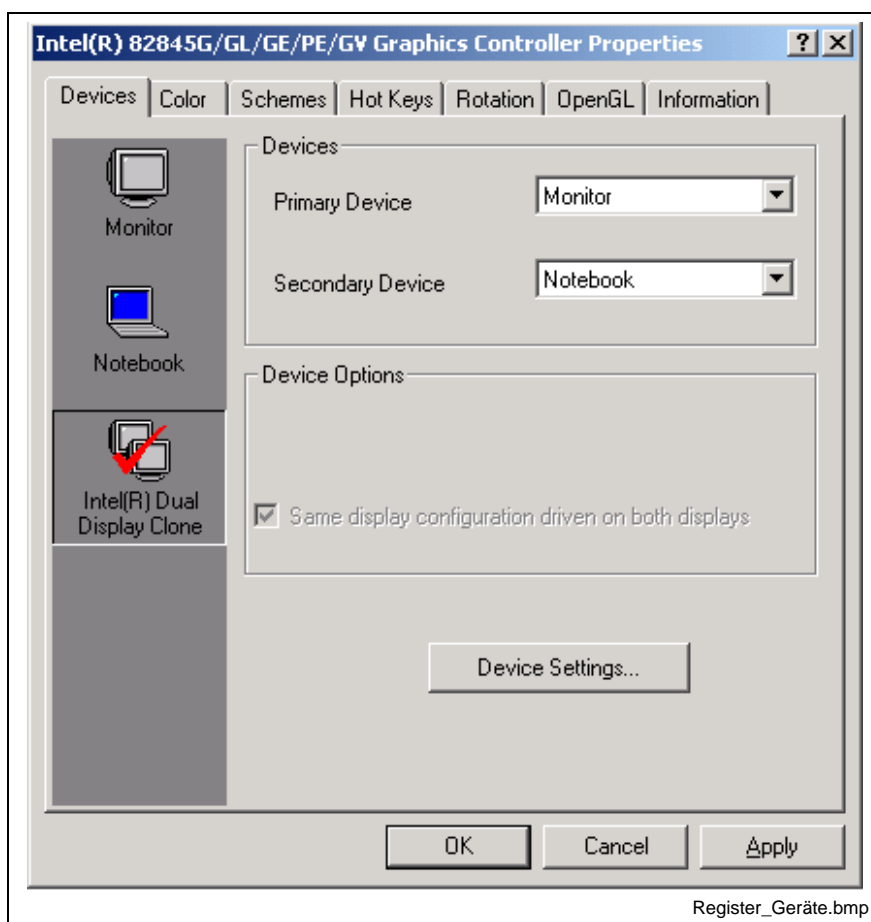 Intel(R) 82845G/GL/GE/PE/GV Graphics Controller Properties
Devices Color Schemes Hot Keys Rotation OpenGL Information
Monitor
Notebook
Intel(R) Dual
Display Clone
Devices
Primary Device Monitor
Secondary Device Notebook
Device Options
Same display configuration driven on both displays
Device Settings...
OK Cancel Apply
Register_Geräte.bmp